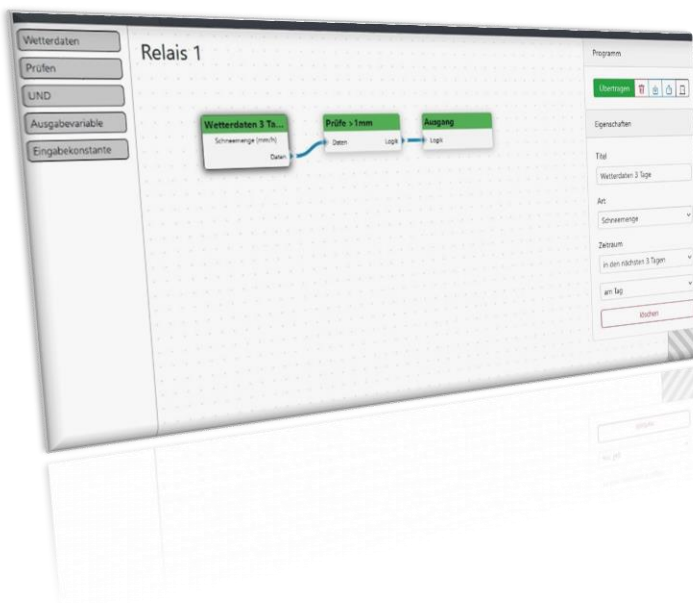 Wetterdaten
Prüfen
UND
Ausgabevariable
Eingabekonstante
Relais 1
Wetterdaten 3 Ta...
Schneemenge (mm/h)
Daten
Prüfe >1mm
Daten Logik
Ausgang
Logik
Programm
Übertragen
Eigenschaften
Titel
Wetterdaten 3 Tage
Art
Schneemenge
Zeitraum
in den nächsten 3 Tagen
am Tag
löschen